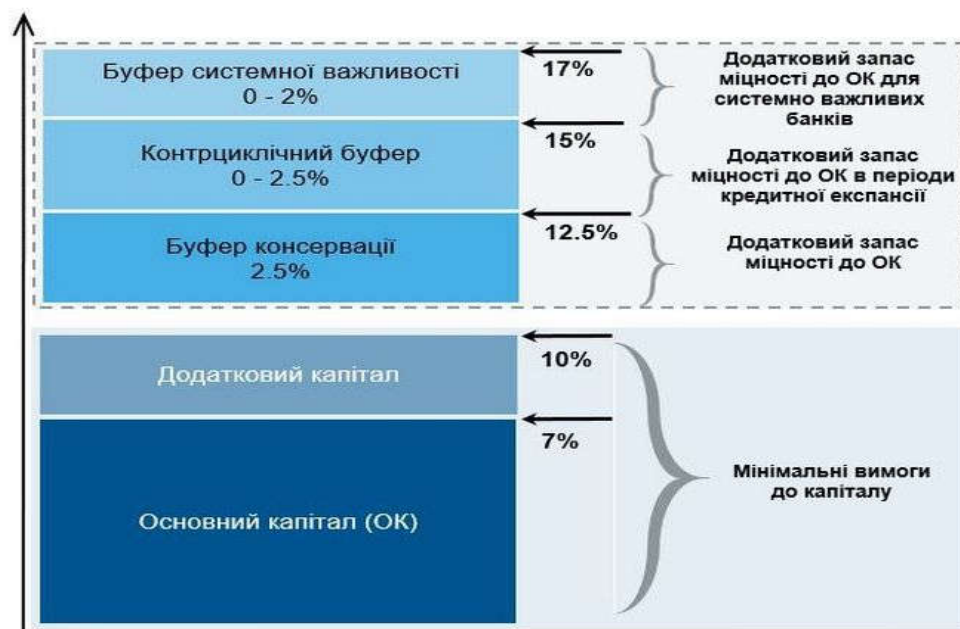 Буфер системної важливості
0 - 2%
17%
Додатковий запас
міцності до ОК для
системно важливих
банків
Контрциклічний буфер
0 - 2.5%
15%
Додатковий запас
міцності до ОК в періоди
кредитної експансії
Буфер консервації
2.5%
12.5%
Додатковий запас
міцності до ОК
Додатковий капітал
10%
7%
Основний капітал (ОК)
Мінімальні вимоги
до капіталу